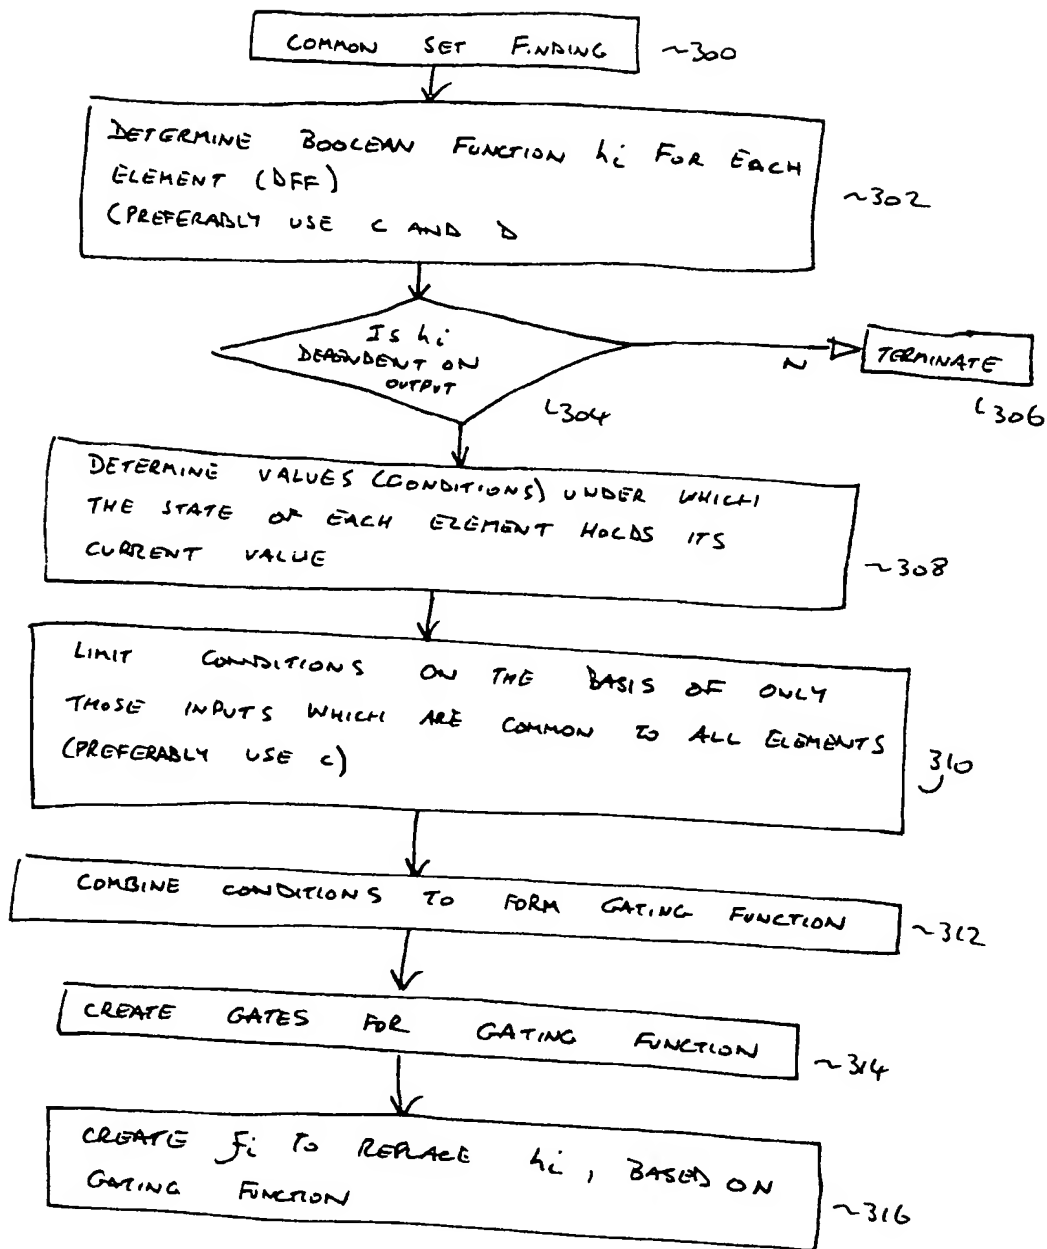 COMMON SET FINDING ~300
DETERMINE BOOLEAN FUNCTION hi FOR EACH
ELEMENT (DFF)
(PREFERABLY USE C AND D
~302
Is hi
DEPENDENT ON
OUTPUT
304
N
TERMINATE
306
DETERMINE VALUES (CONDITIONS) UNDER WHICH
THE STATE OF EACH ELEMENT HOLDS ITS
CURRENT VALUE
~308
LIMIT CONDITIONS ON THE BASIS OF ONLY
THOSE INPUTS WHICH ARE COMMON TO ALL ELEMENTS
(PREFERABLY USE C)
310
COMBINE CONDITIONS TO FORM GATING FUNCTION
~312
CREATE GATES FOR GATING FUNCTION
~314
CREATE fi TO REPLACE hi, BASED ON
GATING FUNCTION
~316